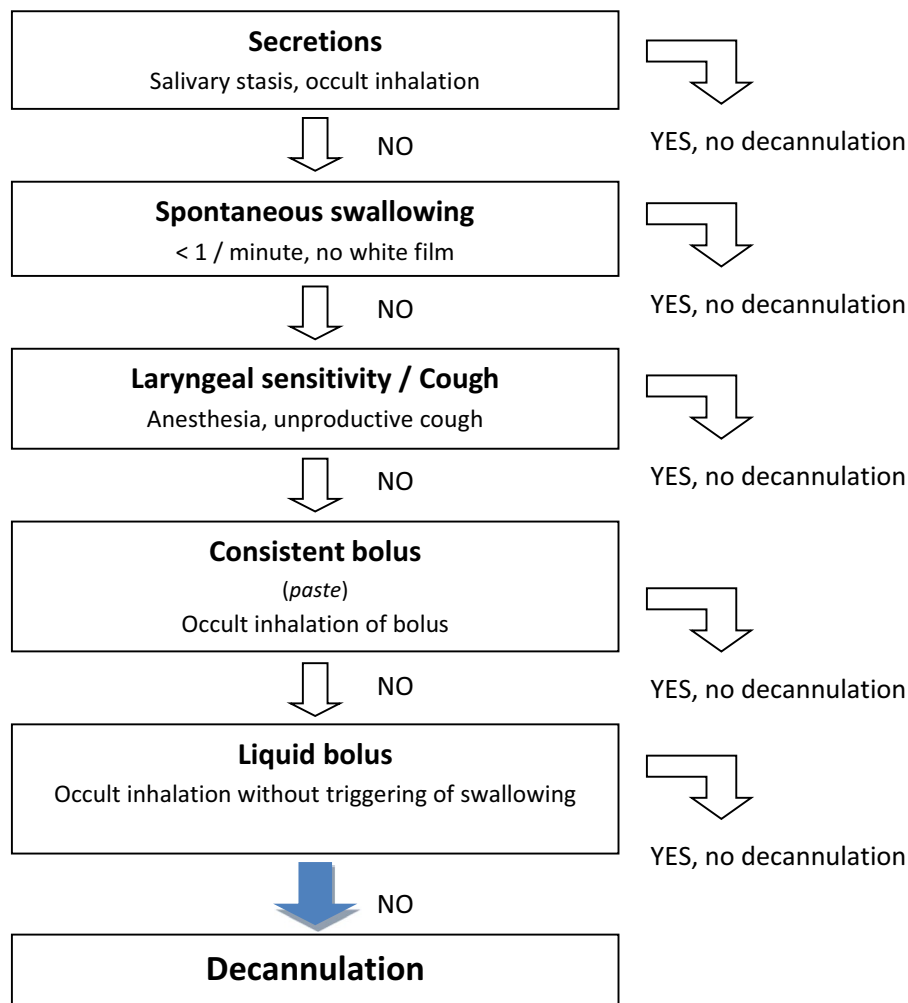 Secretions
Salivary stasis, occult inhalation
YES, no decannulation
NO
Spontaneous swallowing
< 1 / minute, no white film
YES, no decannulation
NO
Laryngeal sensitivity / Cough
Anesthesia, unproductive cough
YES, no decannulation
NO
Consistent bolus
(paste)
Occult inhalation of bolus
YES, no decannulation
NO
Liquid bolus
Occult inhalation without triggering of swallowing
YES, no decannulation
NO
Decannulation